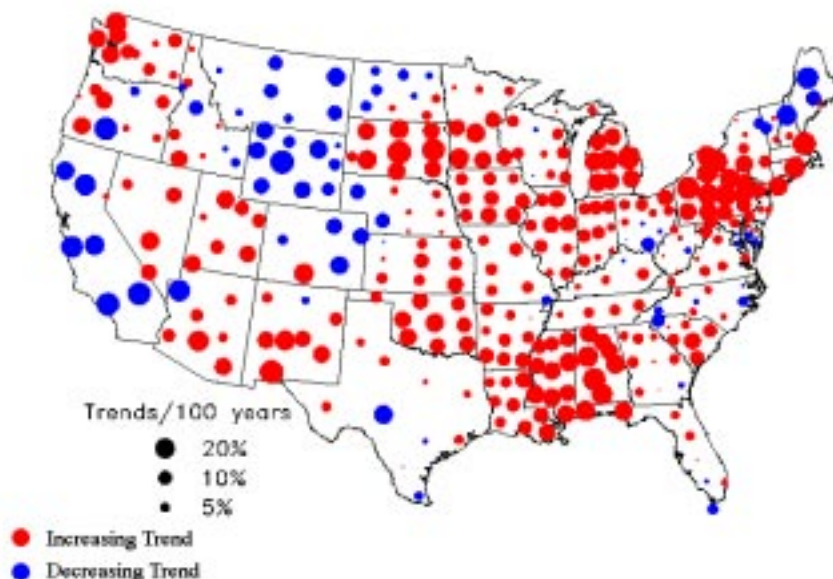 Trends/100 years
20%
10%
5%
Increasing Trend
Decreasing Trend